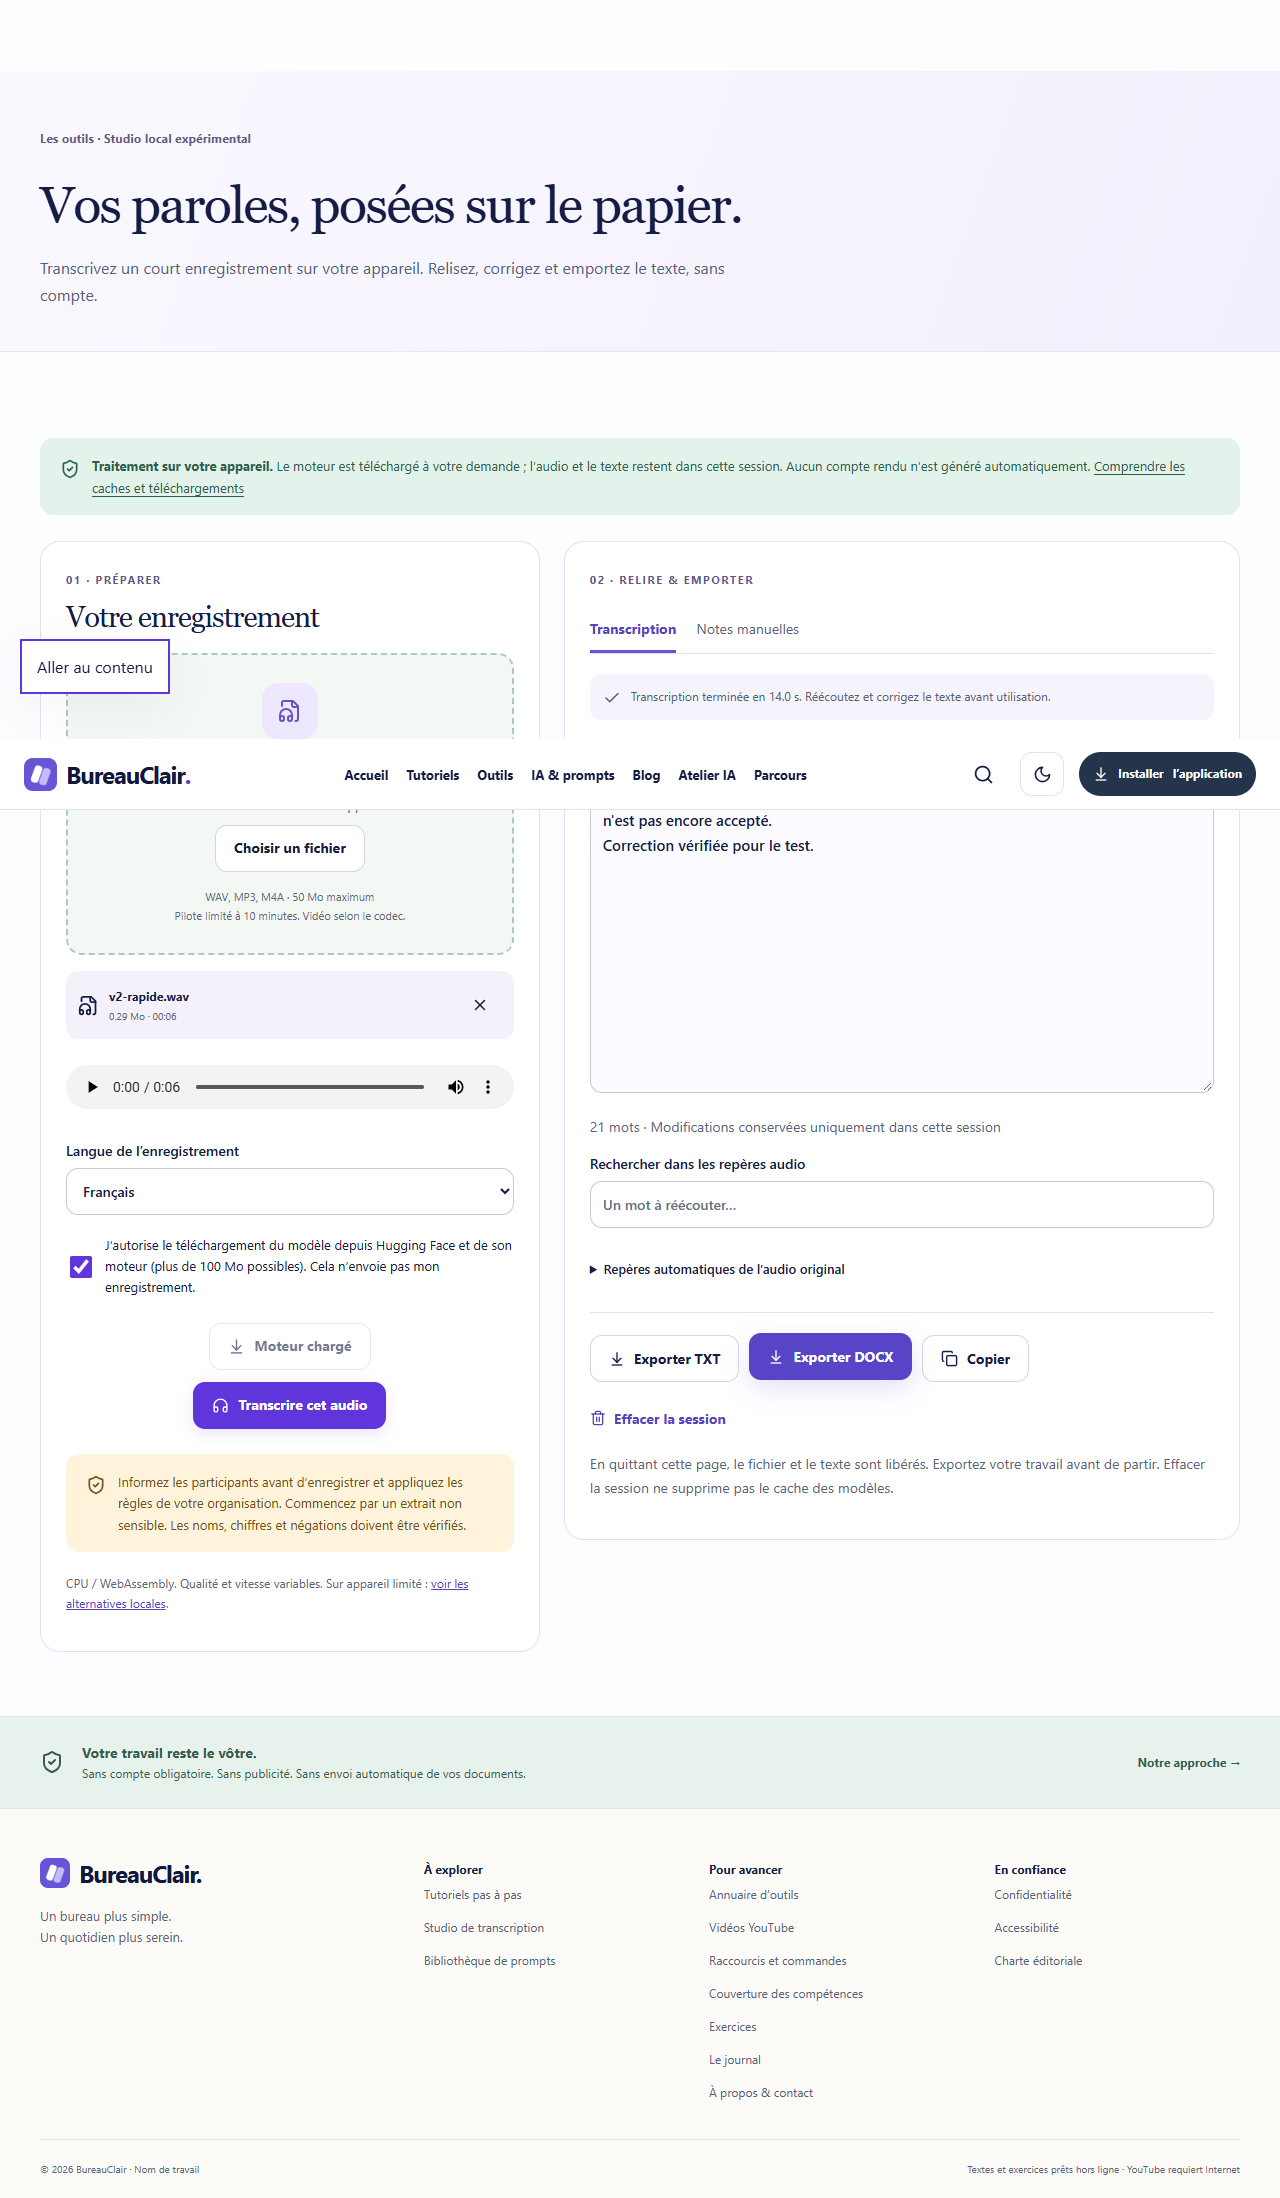 Les outils · Studio local expérimental
Vos paroles, posées sur le papier.
Transcrivez un court enregistrement sur votre appareil. Relisez, corrigez et emportez le texte, sans
compte.
Traitement sur votre appareil. Le moteur est téléchargé à votre demande ; l’audio et le texte restent dans cette session. Aucun compte rendu n’est généré automatiquement. Comprendre les
caches et téléchargements
01 · PRÉPARER
Votre enregistrement
Aller au contenu
02 · RELIRE & EMPORTER
Transcription
Notes manuelles
Transcription terminée en 14.0 s. Réécoutez et corrigez le texte avant utilisation.
BureauClair.
Accueil
Tutoriels
Outils
IA & prompts
Blog
Atelier IA
Parcours
Installer l’application
Choisir un fichier
WAV, MP3, M4A · 50 Mo maximum
Pilote limité à 10 minutes. Vidéo selon le codec.
v2-rapide.wav
0.29 Mo · 00:06
0:00 / 0:06
Langue de l’enregistrement
Français
J’autorise le téléchargement du modèle depuis Hugging Face et de son
moteur (plus de 100 Mo possibles). Cela n’envoie pas mon
enregistrement.
Moteur chargé
Transcrire cet audio
Informez les participants avant d’enregistrer et appliquez les
règles de votre organisation. Commencez par un extrait non
sensible. Les noms, chiffres et négations doivent être vérifiés.
CPU / WebAssembly. Qualité et vitesse variables. Sur appareil limité : voir les
alternatives locales.
n'est pas encore accepté.
Correction vérifiée pour le test.
21 mots · Modifications conservées uniquement dans cette session
Rechercher dans les repères audio
Un mot à réécouter…
Repères automatiques de l’audio original
Exporter TXT
Exporter DOCX
Copier
Effacer la session
En quittant cette page, le fichier et le texte sont libérés. Exportez votre travail avant de partir. Effacer
la session ne supprime pas le cache des modèles.
Votre travail reste le vôtre.
Sans compte obligatoire. Sans publicité. Sans envoi automatique de vos documents.
Notre approche →
BureauClair.
Un bureau plus simple.
Un quotidien plus serein.
À explorer
Tutoriels pas à pas
Studio de transcription
Bibliothèque de prompts
Pour avancer
Annuaire d’outils
Vidéos YouTube
Raccourcis et commandes
Couverture des compétences
Exercices
Le journal
À propos & contact
En confiance
Confidentialité
Accessibilité
Charte éditoriale
© 2026 BureauClair · Nom de travail
Textes et exercices prêts hors ligne · YouTube requiert Internet